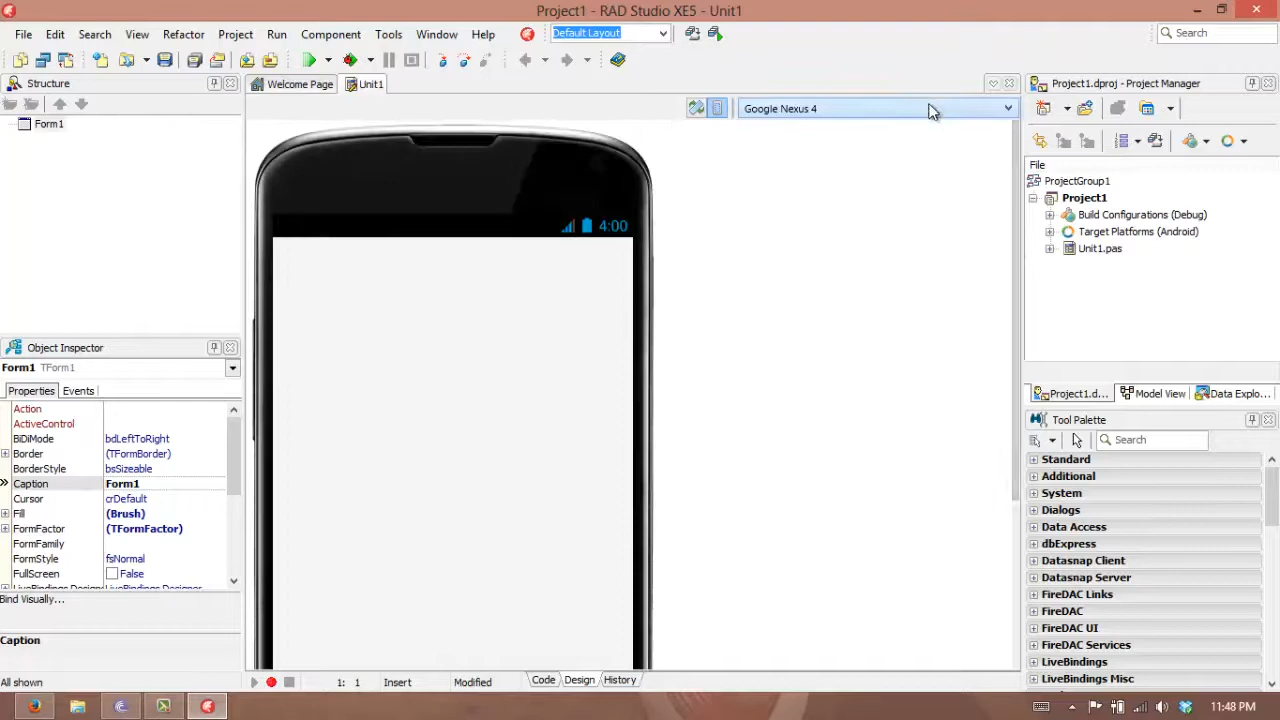 Project1 - RAD Studio XE5 - Unit1
File Edit Search View Refactor Project Run Component Tools Window Help
Default Layout
Search
Structure
Welcome Page
Unit1
Project1.dproj - Project Manager
Form1
Google Nexus 4
File
ProjectGroup1
Project1
Build Configurations (Debug)
Target Platforms (Android)
Unit1.pas
4:00
Object Inspector
Form1 TForm1
Properties Events
Action
ActiveControl
BiDiMode bdLeftToRight
Border (TFormBorder)
BorderStyle bsSizeable
Caption Form1
Cursor crDefault
Fill (Brush)
FormFactor (TFormFactor)
FormFamily
FormStyle fsNormal
FullScreen False
LiveBindings Designer LiveBindings Designer
Bind Visually...
Caption
All shown
Project1.d... Model View Data Explo...
Tool Palette
Search
Standard
Additional
System
Dialogs
Data Access
dbExpress
Datasnap Client
Datasnap Server
FireDAC Links
FireDAC
FireDAC UI
FireDAC Services
LiveBindings
LiveBindings Misc
1: 1 Insert Modified
Code Design History
11:48 PM